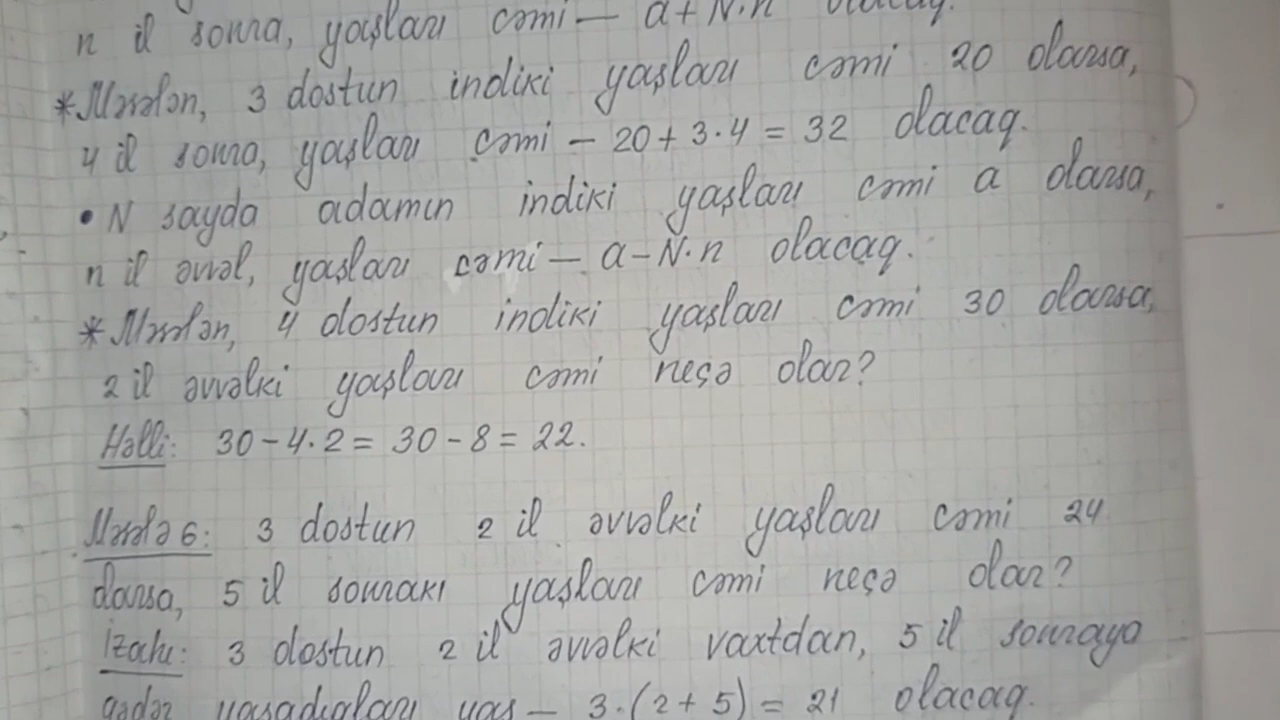 n il sonra, yaşları cəmi — a+N·n olacaq.
*Məsələn, 3 dostun indiki yaşları cəmi 20 olarsa,
4 il sonra, yaşları cəmi — 20+3·4=32 olacaq.
• N sayda adamın indiki yaşları cəmi a olarsa,
n il əvvəl, yaşları cəmi — a-N·n olacaq.
*Məsələn, 4 dostun indiki yaşları cəmi 30 olarsa,
2 il əvvəlki yaşları cəmi neçə olar?
Həlli: 30-4·2=30-8=22.
Məsələ 6: 3 dostun 2 il əvvəlki yaşları cəmi 24
olarsa, 5 il sonrakı yaşları cəmi neçə olar?
İzahı: 3 dostun 2 il əvvəlki vaxtdan, 5 il sonraya
qədər yaşadıqları yaş — 3·(2+5)=21 olacaq.